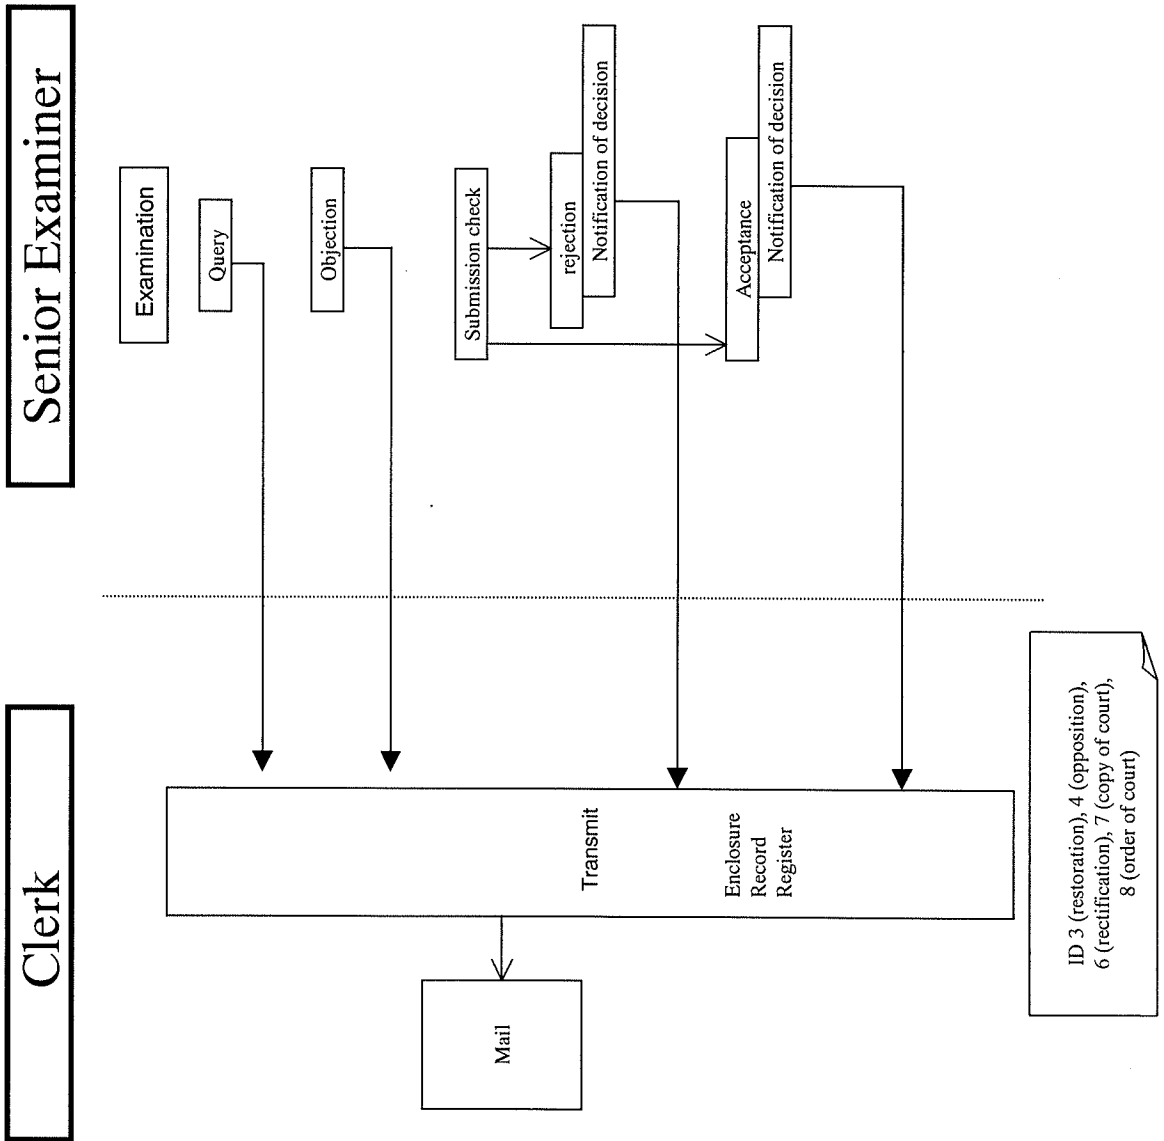 Clerk
Senior Examiner
Examination
Query
Objection
Submission check
rejection
Notification of decision
Acceptance
Notification of decision
Transmit
Enclosure
Record
Register
Mail
ID 3 (restoration), 4 (opposition),
6 (rectification), 7 (copy of court),
8 (order of court)